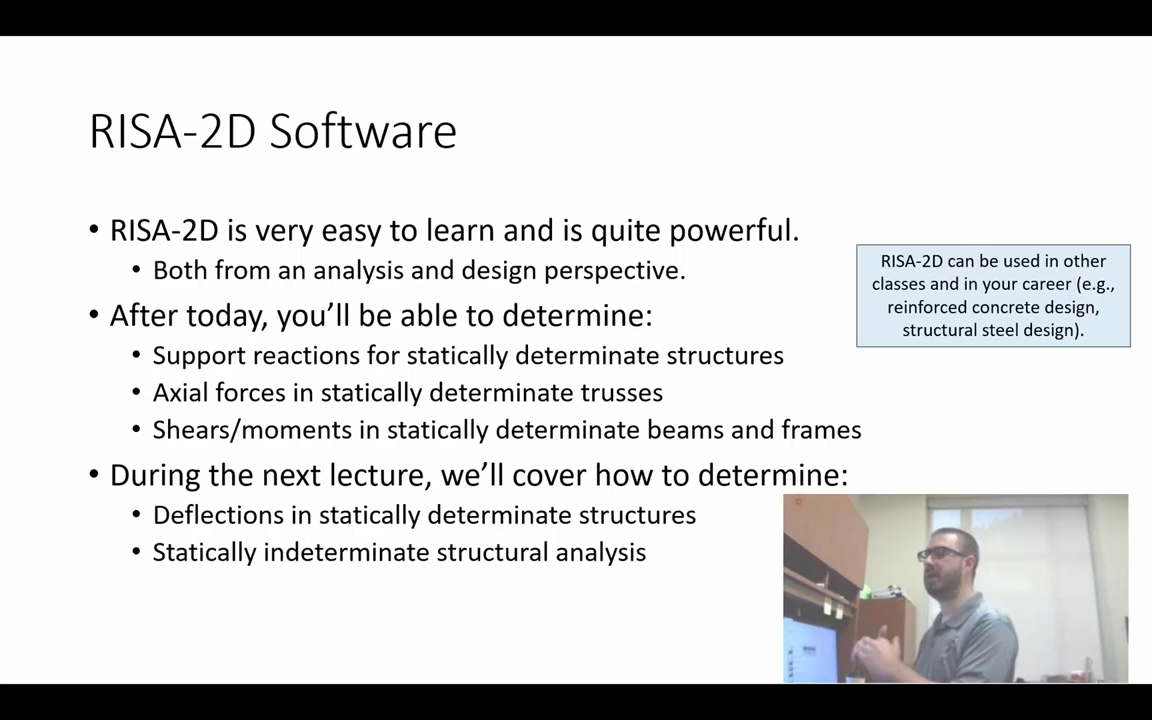 RISA-2D Software
• RISA-2D is very easy to learn and is quite powerful.
• Both from an analysis and design perspective.
• After today, you’ll be able to determine:
• Support reactions for statically determinate structures
• Axial forces in statically determinate trusses
• Shears/moments in statically determinate beams and frames
• During the next lecture, we’ll cover how to determine:
• Deflections in statically determinate structures
• Statically indeterminate structural analysis
RISA-2D can be used in other
classes and in your career (e.g.,
reinforced concrete design,
structural steel design).